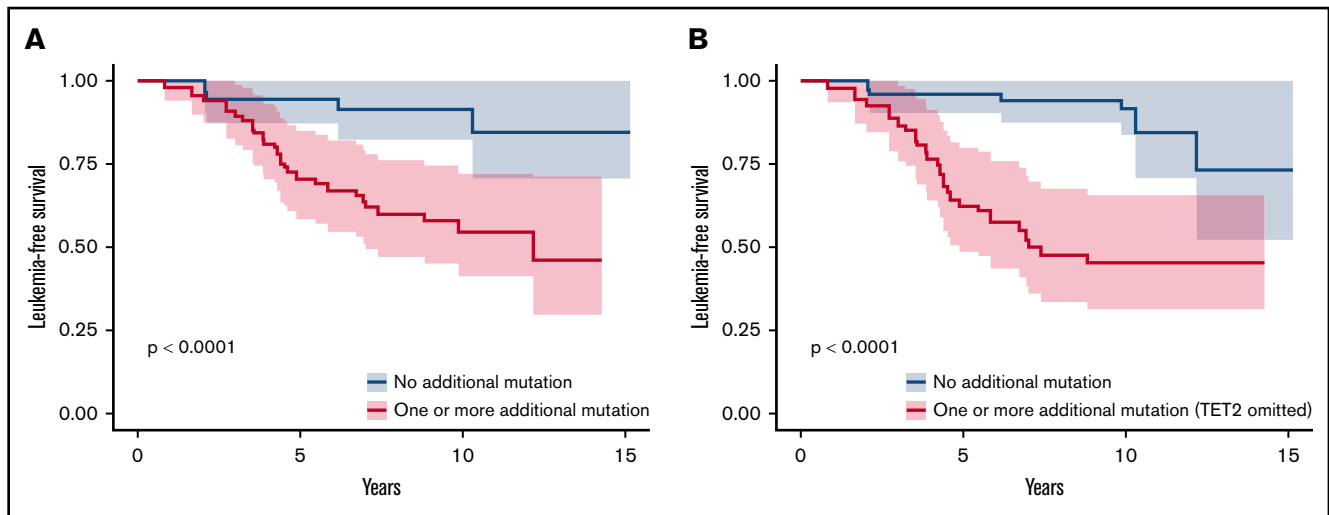 A
Leukemia-free survival
1.00
0.75
0.50
0.25
0.00
p < 0.0001
No additional mutation
One or more additional mutation
0 5 10 15
Years
B
Leukemia-free survival
1.00
0.75
0.50
0.25
0.00
p < 0.0001
No additional mutation
One or more additional mutation (TET2 omitted)
0 5 10 15
Years